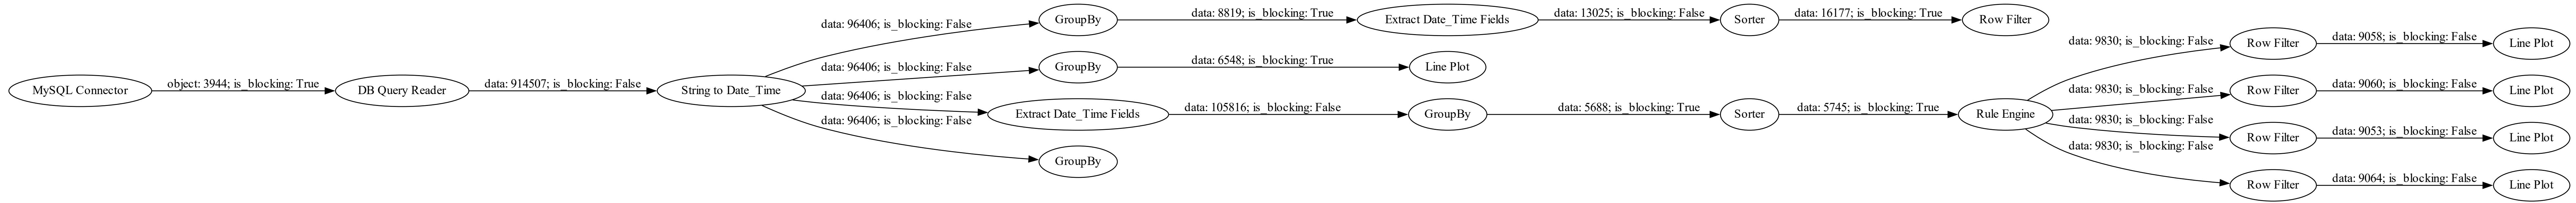 data: 8819; is_blocking: True
data: 13025; is_blocking: False
data: 16177; is_blocking: True
GroupBy
Extract Date_Time Fields
Sorter
Row Filter
data: 96406; is_blocking: False
data: 9830; is_blocking: False
data: 9058; is_blocking: False
Row Filter
Line Plot
data: 6548; is_blocking: True
data: 96406; is_blocking: False
GroupBy
Line Plot
object: 3944; is_blocking: True
data: 914507; is_blocking: False
MySQL Connector
DB Query Reader
String to Date_Time
data: 9830; is_blocking: False
data: 9060; is_blocking: False
Row Filter
Line Plot
data: 96406; is_blocking: False
data: 105816; is_blocking: False
data: 5688; is_blocking: True
data: 5745; is_blocking: True
Extract Date_Time Fields
GroupBy
Sorter
Rule Engine
data: 96406; is_blocking: False
GroupBy
data: 9830; is_blocking: False
data: 9053; is_blocking: False
Row Filter
Line Plot
data: 9830; is_blocking: False
data: 9064; is_blocking: False
Row Filter
Line Plot